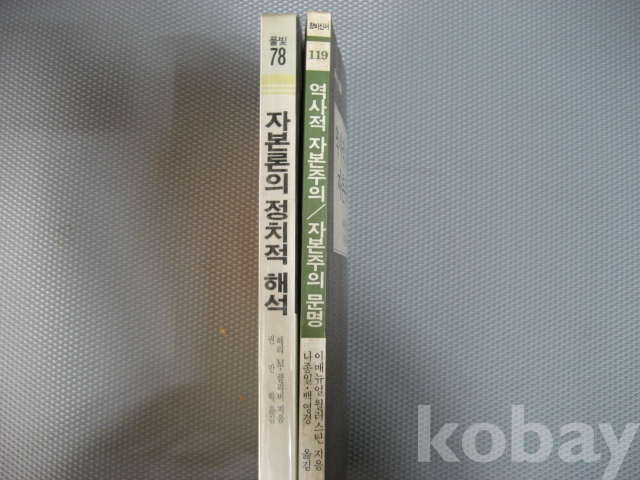 풀빛
78
자본론의 정치적 해석
해리 M. 클리버 지음
권만학 옮김
창비신서
119
역사적 자본주의/자본주의 문명
이매뉴얼 월러스틴 지음
나종일·백영경 옮김
kobay